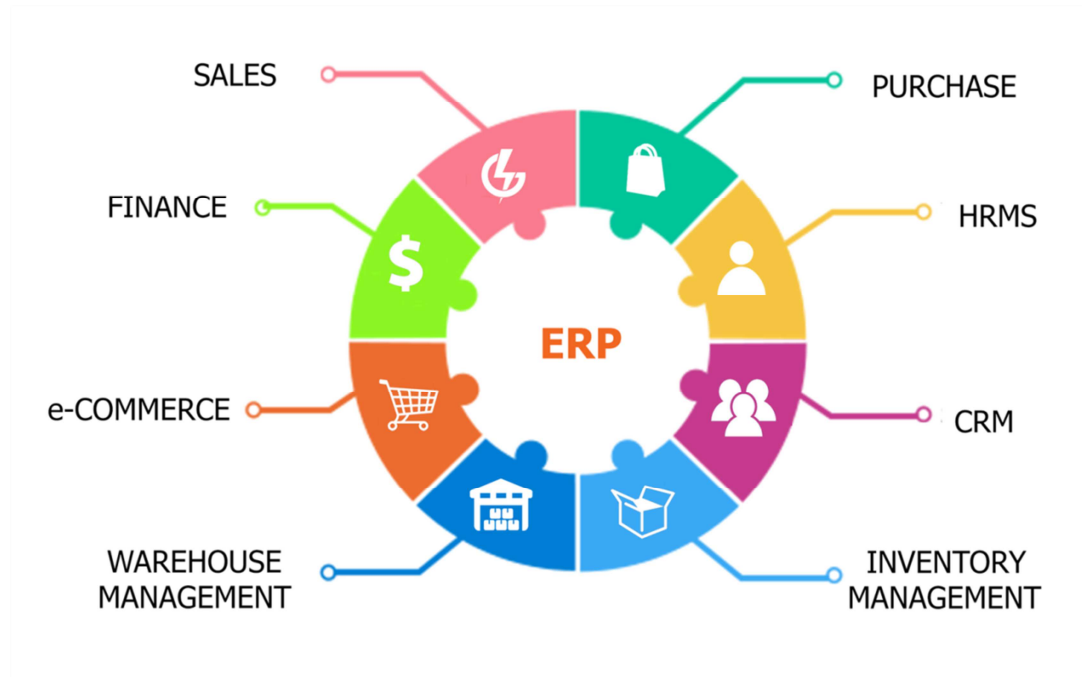 SALES
PURCHASE
FINANCE
HRMS
ERP
e-COMMERCE
CRM
WAREHOUSE
MANAGEMENT
INVENTORY
MANAGEMENT